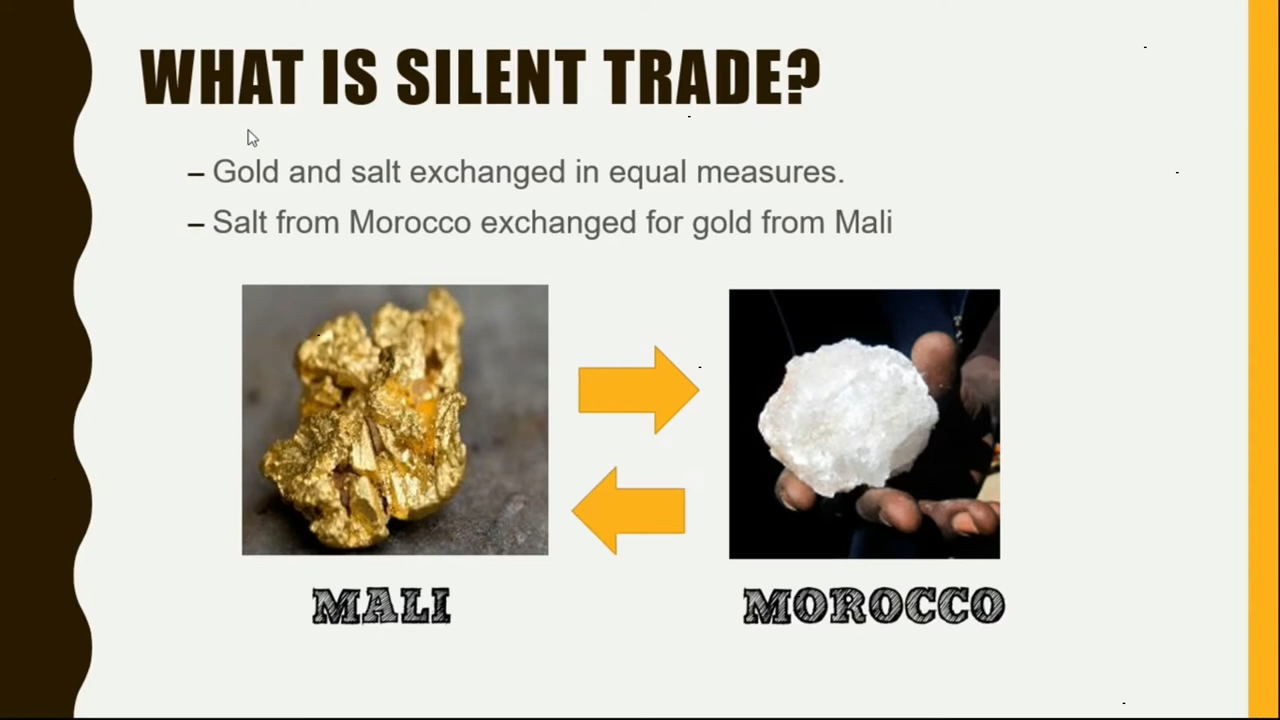 WHAT IS SILENT TRADE?
– Gold and salt exchanged in equal measures.
– Salt from Morocco exchanged for gold from Mali
MALI
MOROCCO